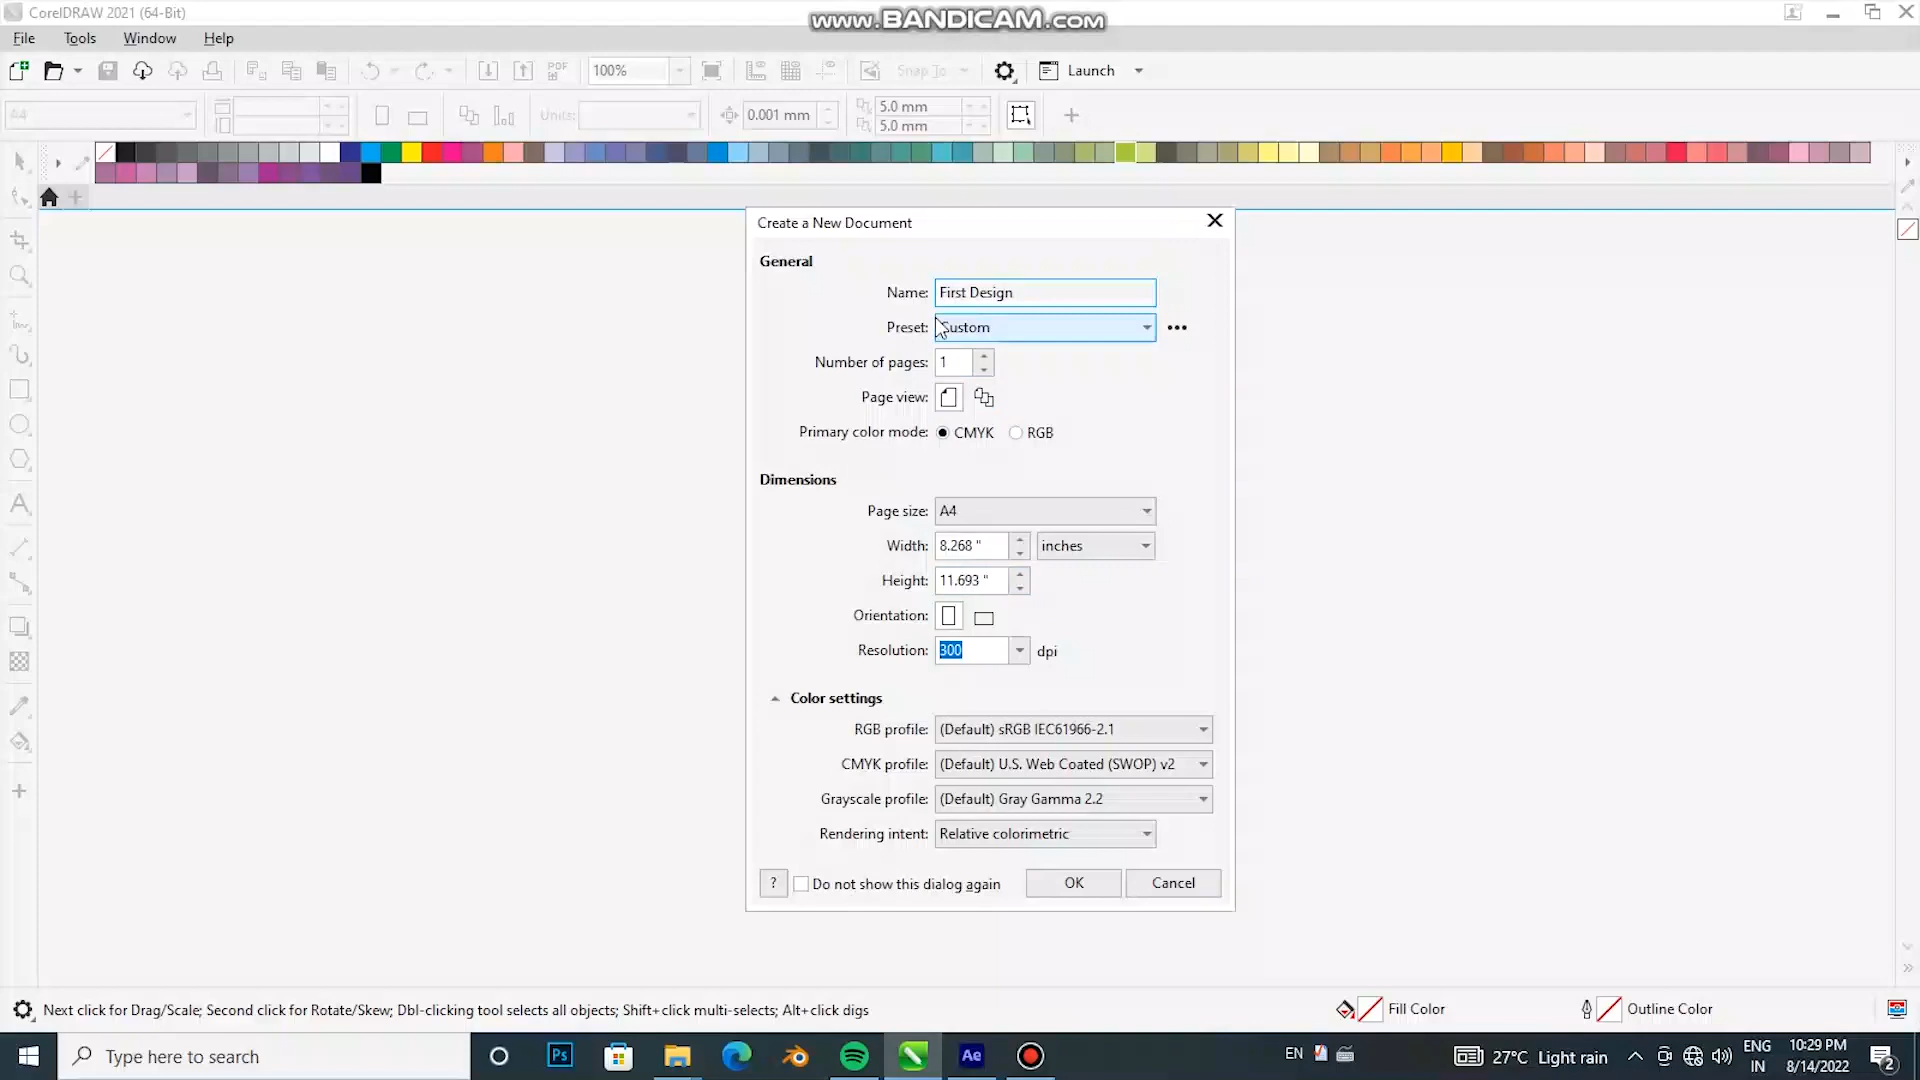 CorelDRAW 2021 (64-Bit)
www.BANDICAM.com
File Tools Window Help
PDF 100% Snap To Launch
A4 Units: 0.001 mm 5.0 mm
5.0 mm
Create a New Document
General
Name: First Design
Preset: Custom
Number of pages: 1
Page view:
Primary color mode: CMYK RGB
Dimensions
Page size: A4
Width: 8.268 " inches
Height: 11.693 "
Orientation:
Resolution: 300 dpi
Color settings
RGB profile: (Default) sRGB IEC61966-2.1
CMYK profile: (Default) U.S. Web Coated (SWOP) v2
Grayscale profile: (Default) Gray Gamma 2.2
Rendering intent: Relative colorimetric
? Do not show this dialog again OK Cancel
Next click for Drag/Scale; Second click for Rotate/Skew; Dbl-clicking tool selects all objects; Shift+click multi-selects; Alt+click digs Fill Color Outline Color
Type here to search Ps Ae EN 27°C Light rain ENG IN 10:29 PM 8/14/2022 2